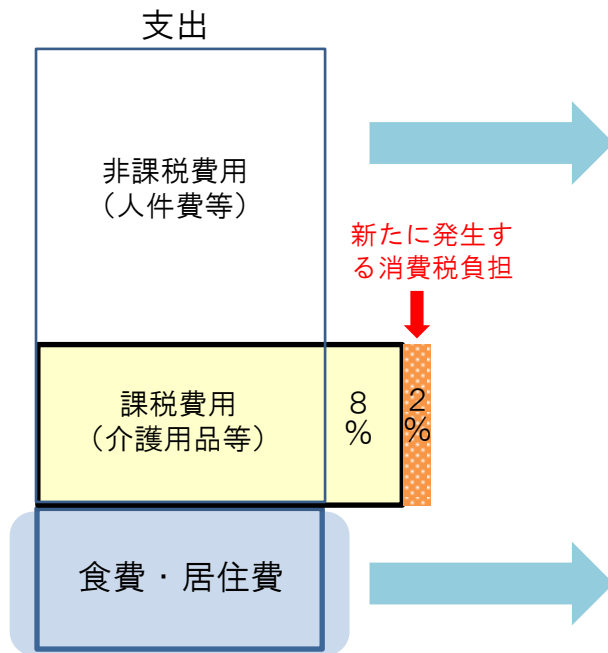 支出
非課税費用
（人件費等）
新たに発生す
る消費税負担
課税費用
（介護用品等）
８
％
２
％
食費・居住費